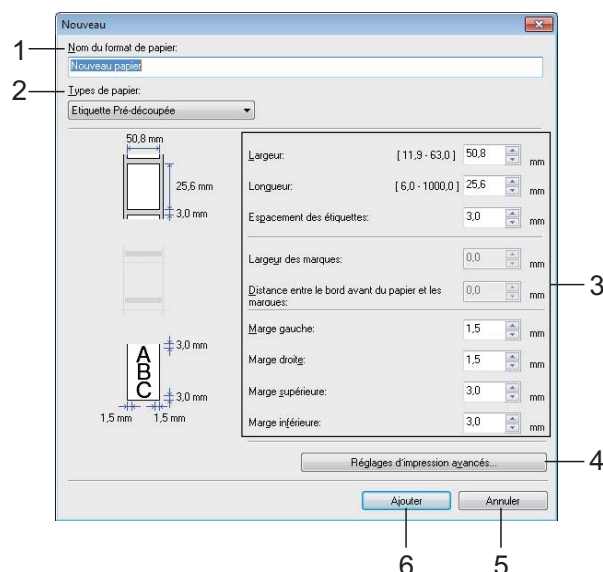 Nouveau
1
Nom du format de papier:
Nouveau papier
2
Types de papier:
Etiquette Pré-découpée
50,8 mm
25,6 mm
3,0 mm
A
B
C
3,0 mm
3,0 mm
1,5 mm 1,5 mm
Largeur: [ 11,9 - 63,0 ] 50,8 mm
Longueur: [ 6,0 - 1000,0 ] 25,6 mm
Espacement des étiquettes: 3,0 mm
Largeur des marques: 0,0 mm
Distance entre le bord avant du papier et les
marques: 0,0 mm
3
Marge gauche: 1,5 mm
Marge droite: 1,5 mm
Marge supérieure: 3,0 mm
Marge inférieure: 3,0 mm
Réglages d'impression avancés...
4
Ajouter Annuler
6 5